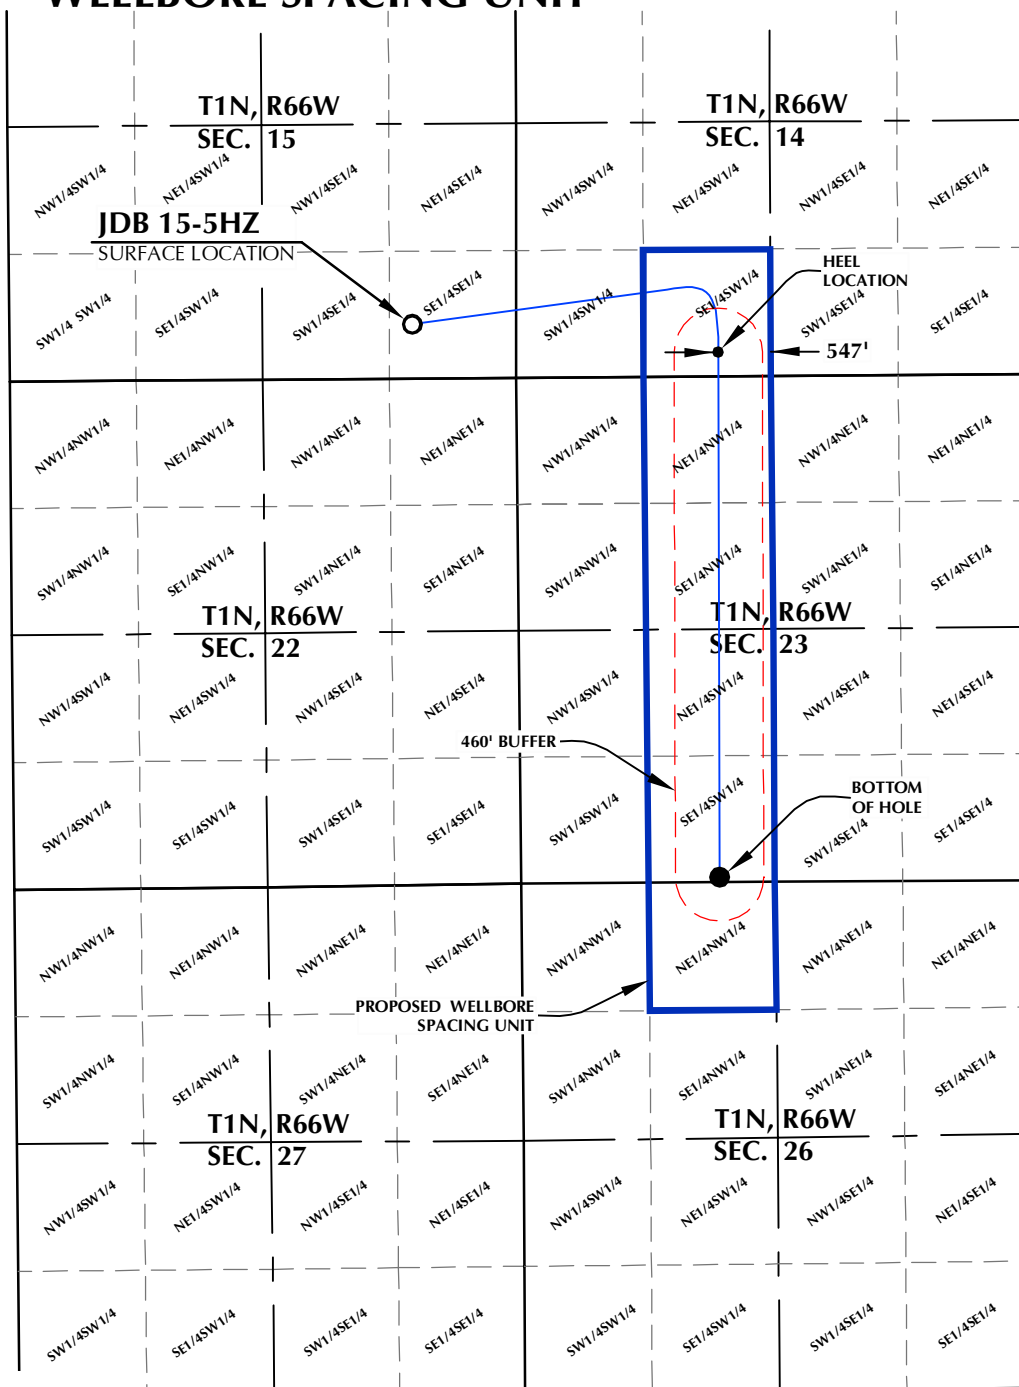 WELLBORE SPACING UNIT
T1N, R66W
SEC. 15
T1N, R66W
SEC. 14
NW1/4SW1/4
NE1/4SW1/4
NW1/4SE1/4
NE1/4SE1/4
NW1/4SW1/4
NE1/4SW1/4
NW1/4SE1/4
NE1/4SE1/4
JDB 15-5HZ
SURFACE LOCATION
HEEL
LOCATION
SW1/4 SW1/4
SE1/4SW1/4
SW1/4SE1/4
SE1/4SE1/4
SW1/4SW1/4
SE1/4SW1/4
SW1/4SE1/4
SE1/4SE1/4
547'
NW1/4NW1/4
NE1/4NW1/4
NW1/4NE1/4
NE1/4NE1/4
NW1/4NW1/4
NE1/4NW1/4
NW1/4NE1/4
NE1/4NE1/4
SW1/4NW1/4
SE1/4NW1/4
SW1/4NE1/4
SE1/4NE1/4
SW1/4NW1/4
SE1/4NW1/4
SW1/4NE1/4
SE1/4NE1/4
T1N, R66W
SEC. 22
T1N, R66W
SEC. 23
NW1/4SW1/4
NE1/4SW1/4
NW1/4SE1/4
NE1/4SE1/4
NW1/4SW1/4
NE1/4SW1/4
NW1/4SE1/4
NE1/4SE1/4
460' BUFFER
BOTTOM
OF HOLE
SW1/4SW1/4
SE1/4SW1/4
SW1/4SE1/4
SE1/4SE1/4
SW1/4SW1/4
SE1/4SW1/4
SW1/4SE1/4
SE1/4SE1/4
NW1/4NW1/4
NE1/4NW1/4
NW1/4NE1/4
NE1/4NE1/4
NW1/4NW1/4
NE1/4NW1/4
NW1/4NE1/4
NE1/4NE1/4
PROPOSED WELLBORE
SPACING UNIT
SW1/4NW1/4
SE1/4NW1/4
SW1/4NE1/4
SE1/4NE1/4
SW1/4NW1/4
SE1/4NW1/4
SW1/4NE1/4
SE1/4NE1/4
T1N, R66W
SEC. 27
T1N, R66W
SEC. 26
NW1/4SW1/4
NE1/4SW1/4
NW1/4SE1/4
NE1/4SE1/4
NW1/4SW1/4
NE1/4SW1/4
NW1/4SE1/4
NE1/4SE1/4
SW1/4SW1/4
SE1/4SW1/4
SW1/4SE1/4
SE1/4SE1/4
SW1/4SW1/4
SE1/4SW1/4
SW1/4SE1/4
SE1/4SE1/4